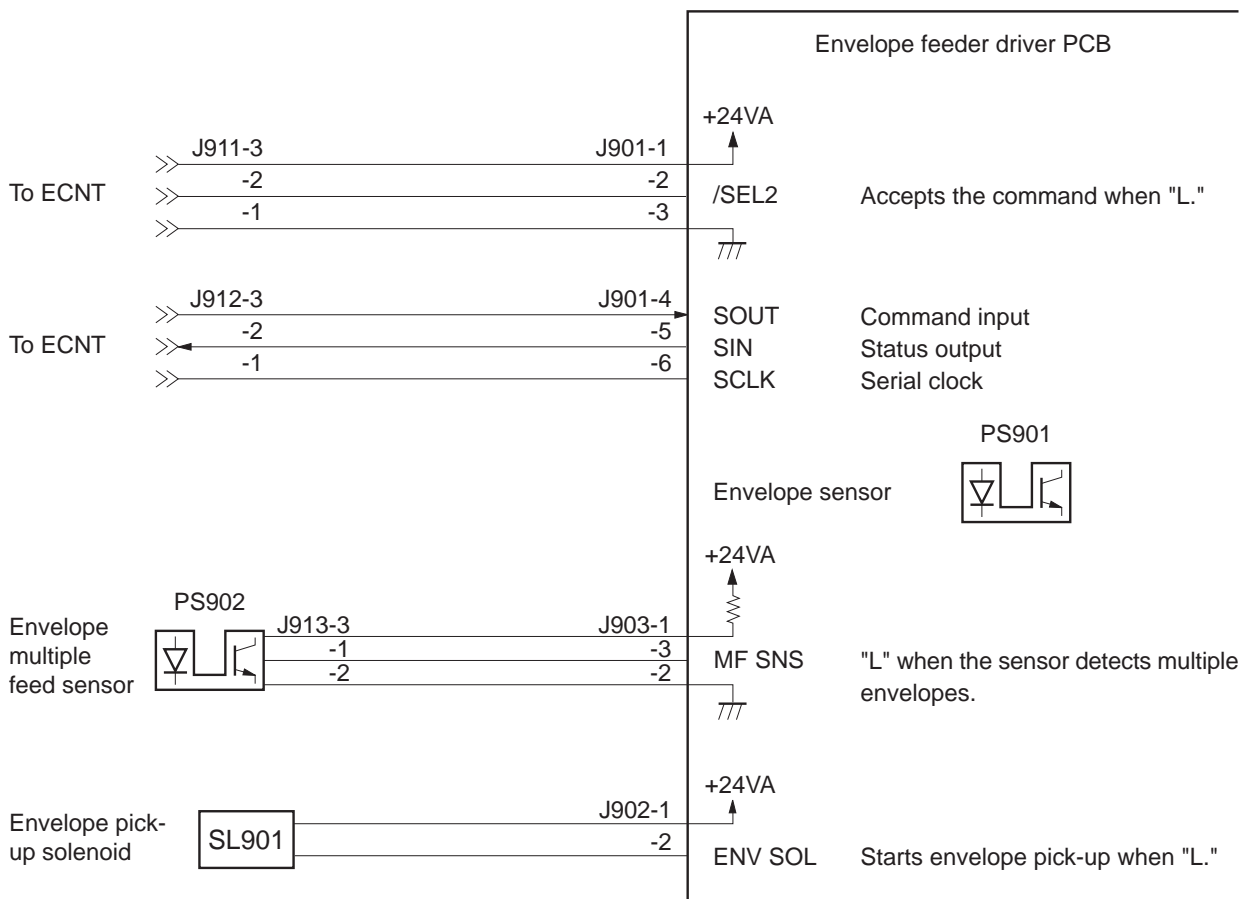 Envelope feeder driver PCB
+24VA
J911-3 J901-1
To ECNT -2 -2 /SEL2 Accepts the command when "L."
-1 -3
J912-3 J901-4 SOUT Command input
To ECNT -2 -5 SIN Status output
-1 -6 SCLK Serial clock
PS901
Envelope sensor
+24VA
PS902
Envelope
multiple
feed sensor
J913-3 J903-1
-1 -3 MF SNS "L" when the sensor detects multiple
envelopes.
-2 -2
+24VA
Envelope pick-
up solenoid
SL901
J902-1
-2 ENV SOL Starts envelope pick-up when "L."